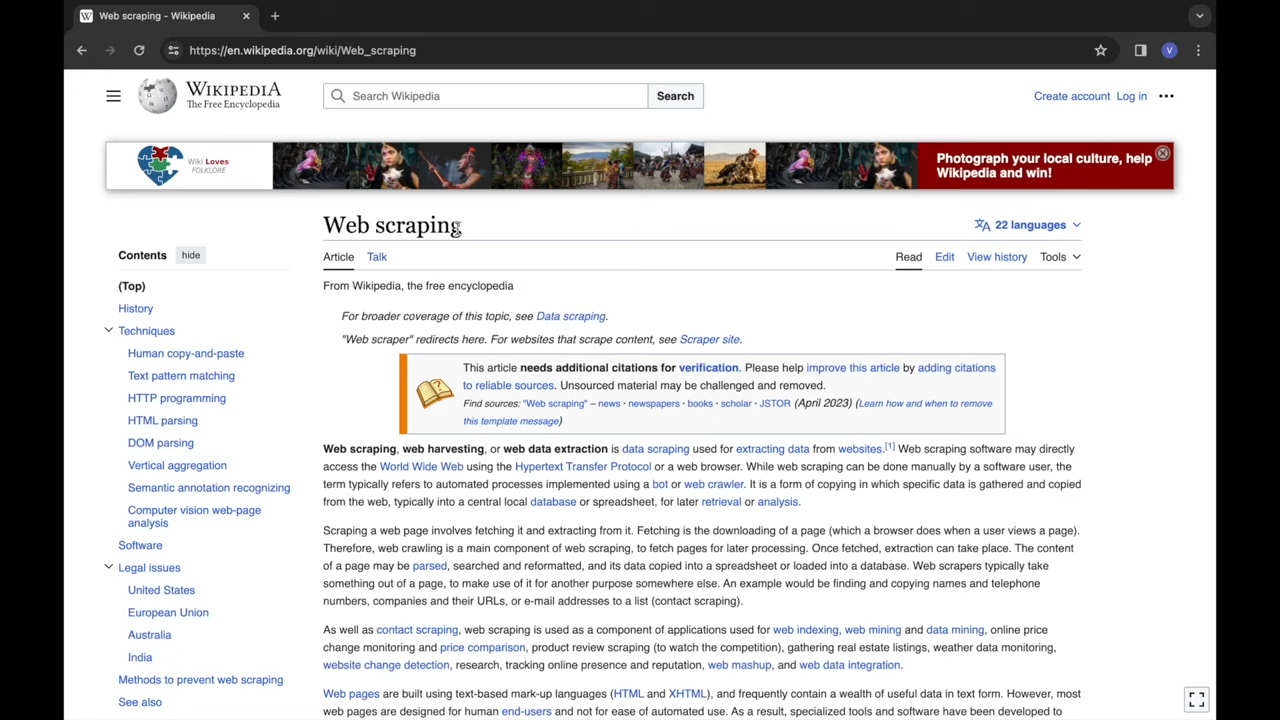 Web scraping - Wikipedia
https://en.wikipedia.org/wiki/Web_scraping
V
WIKIPEDIA
The Free Encyclopedia
Search Wikipedia
Search
Create account Log in
Wiki Loves
FOLKLORE
Photograph your local culture, help
Wikipedia and win!
Web scraping
22 languages
Contents hide
(Top)
History
Techniques
Human copy-and-paste
Text pattern matching
HTTP programming
HTML parsing
DOM parsing
Vertical aggregation
Semantic annotation recognizing
Computer vision web-page
analysis
Software
Legal issues
United States
European Union
Australia
India
Methods to prevent web scraping
See also
Article Talk
Read Edit View history Tools
From Wikipedia, the free encyclopedia
For broader coverage of this topic, see Data scraping.
"Web scraper" redirects here. For websites that scrape content, see Scraper site.
This article needs additional citations for verification. Please help improve this article by adding citations
to reliable sources. Unsourced material may be challenged and removed.
Find sources: "Web scraping" – news · newspapers · books · scholar · JSTOR (April 2023) (Learn how and when to remove
this template message)
Web scraping, web harvesting, or web data extraction is data scraping used for extracting data from websites.[1] Web scraping software may directly
access the World Wide Web using the Hypertext Transfer Protocol or a web browser. While web scraping can be done manually by a software user, the
term typically refers to automated processes implemented using a bot or web crawler. It is a form of copying in which specific data is gathered and copied
from the web, typically into a central local database or spreadsheet, for later retrieval or analysis.
Scraping a web page involves fetching it and extracting from it. Fetching is the downloading of a page (which a browser does when a user views a page).
Therefore, web crawling is a main component of web scraping, to fetch pages for later processing. Once fetched, extraction can take place. The content
of a page may be parsed, searched and reformatted, and its data copied into a spreadsheet or loaded into a database. Web scrapers typically take
something out of a page, to make use of it for another purpose somewhere else. An example would be finding and copying names and telephone
numbers, companies and their URLs, or e-mail addresses to a list (contact scraping).
As well as contact scraping, web scraping is used as a component of applications used for web indexing, web mining and data mining, online price
change monitoring and price comparison, product review scraping (to watch the competition), gathering real estate listings, weather data monitoring,
website change detection, research, tracking online presence and reputation, web mashup, and web data integration.
Web pages are built using text-based mark-up languages (HTML and XHTML), and frequently contain a wealth of useful data in text form. However, most
web pages are designed for human end-users and not for ease of automated use. As a result, specialized tools and software have been developed to